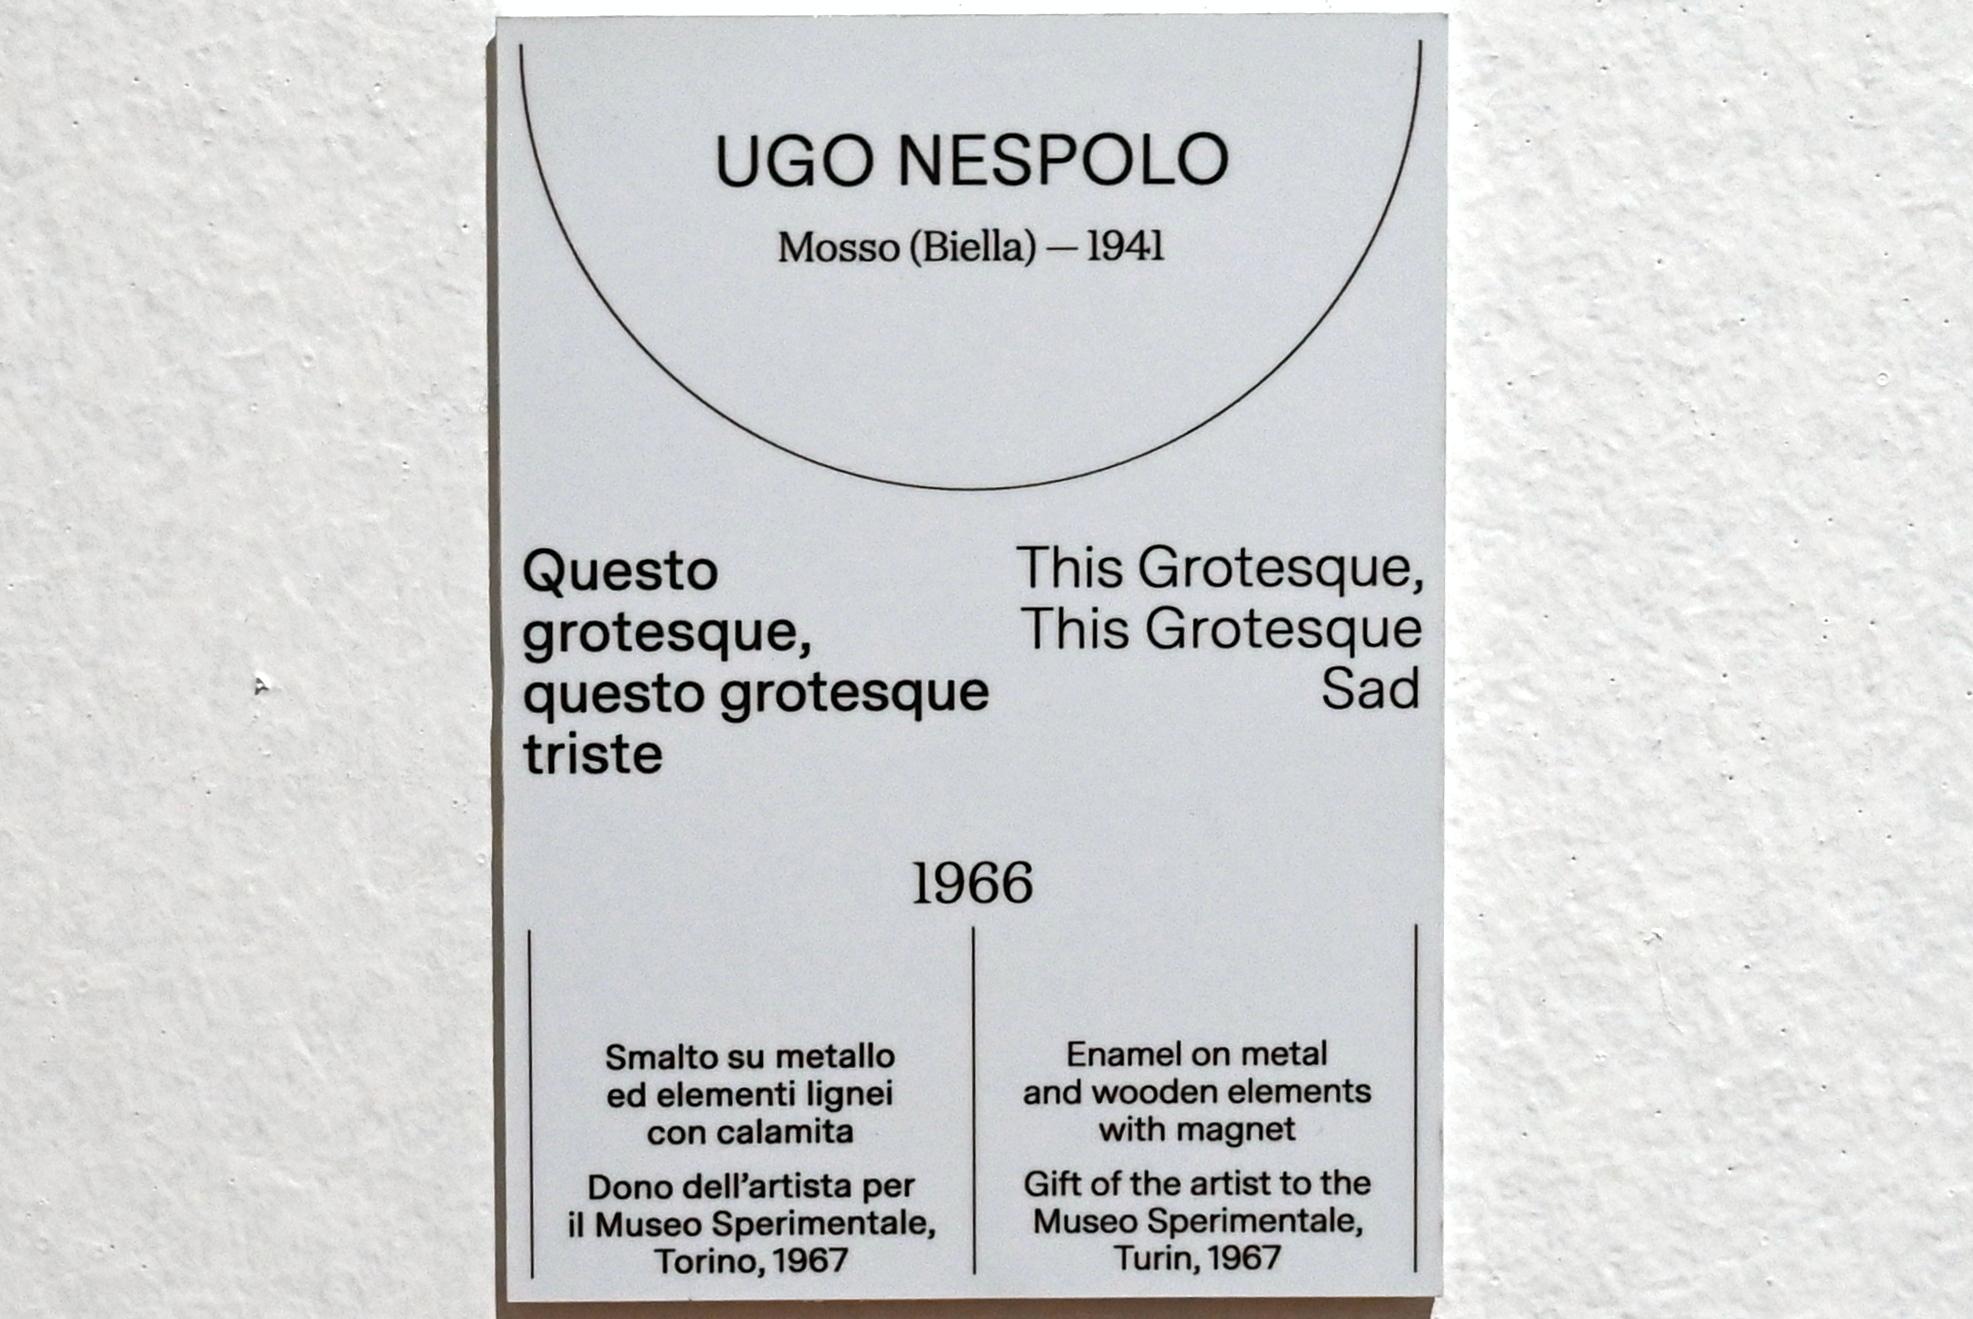 UGO NESPOLO
Mosso (Biella) — 1941
Questo
grotesque,
questo grotesque
triste
This Grotesque,
This Grotesque
Sad
1966
Smalto su metallo
ed elementi lignei
con calamita
Dono dell’artista per
il Museo Sperimentale,
Torino, 1967
Enamel on metal
and wooden elements
with magnet
Gift of the artist to the
Museo Sperimentale,
Turin, 1967